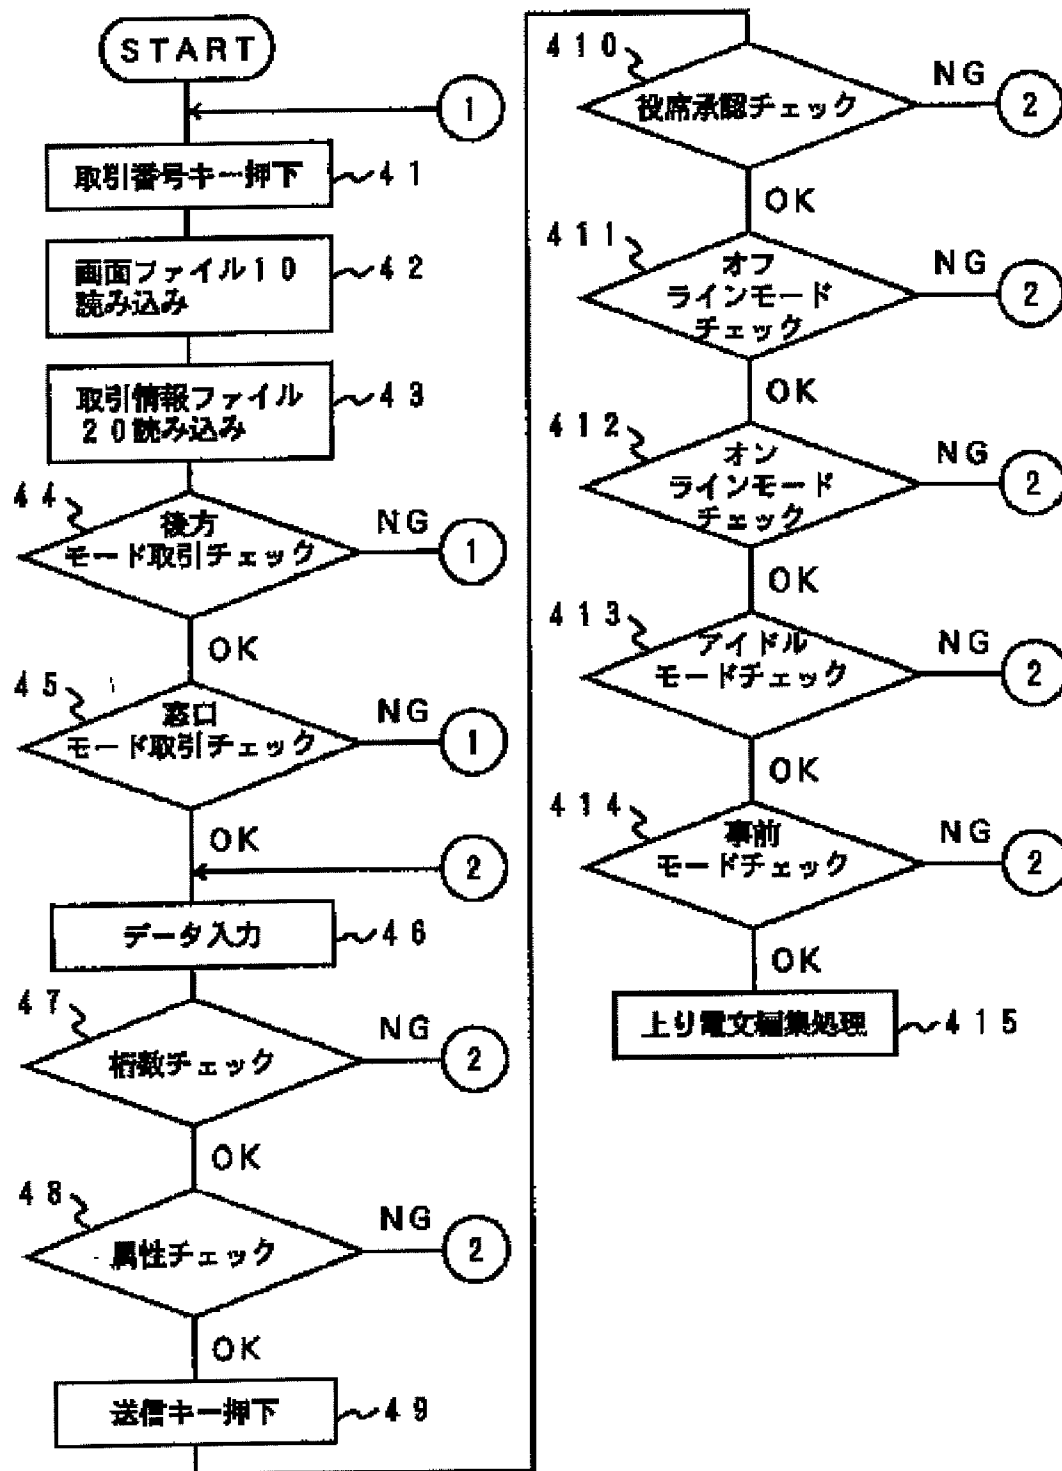 START
1
取引番号キー押下
41
画面ファイル10
読み込み
42
取引情報ファイル
20読み込み
43
44
後方
モード取引チェック
NG
1
OK
45
窓口
モード取引チェック
NG
1
OK
2
データ入力
46
47
桁数チェック
NG
2
OK
48
属性チェック
NG
2
OK
送信キー押下
49
410
役席承認チェック
NG
2
OK
411
オフ
ラインモード
チェック
NG
2
OK
412
オン
ラインモード
チェック
NG
2
OK
413
アイドル
モードチェック
NG
2
OK
414
事前
モードチェック
NG
2
OK
上り電文編集処理
415